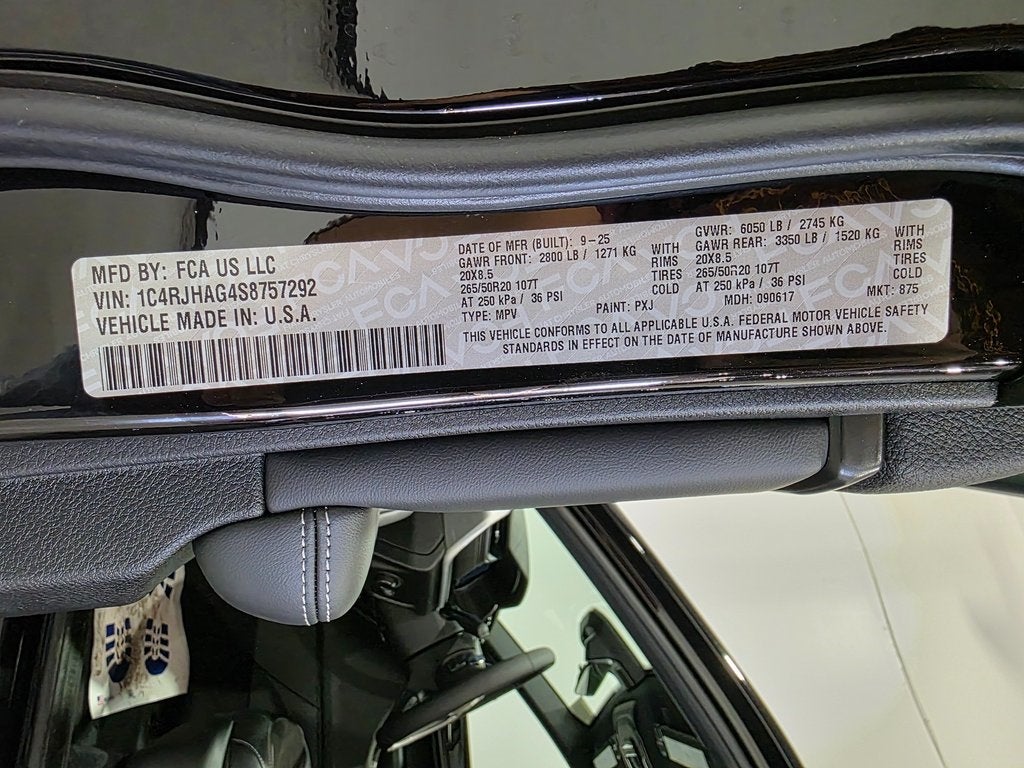 MFD BY: FCA US LLC
VIN: 1C4RJHAG4S8757292
VEHICLE MADE IN: U.S.A.
DATE OF MFR (BUILT): 9-25
GAWR FRONT: 2800 LB / 1271 KG WITH
20X8.5 RIMS
265/50R20 107T TIRES
AT 250 kPa / 36 PSI COLD
TYPE: MPV PAINT: PXJ
GVWR: 6050 LB / 2745 KG
GAWR REAR: 3350 LB / 1520 KG WITH
20X8.5 RIMS
265/50R20 107T TIRES
AT 250 kPa / 36 PSI COLD
MDH: 090617 MKT: 875
THIS VEHICLE CONFORMS TO ALL APPLICABLE U.S.A. FEDERAL MOTOR VEHICLE SAFETY
STANDARDS IN EFFECT ON THE DATE OF MANUFACTURE SHOWN ABOVE.